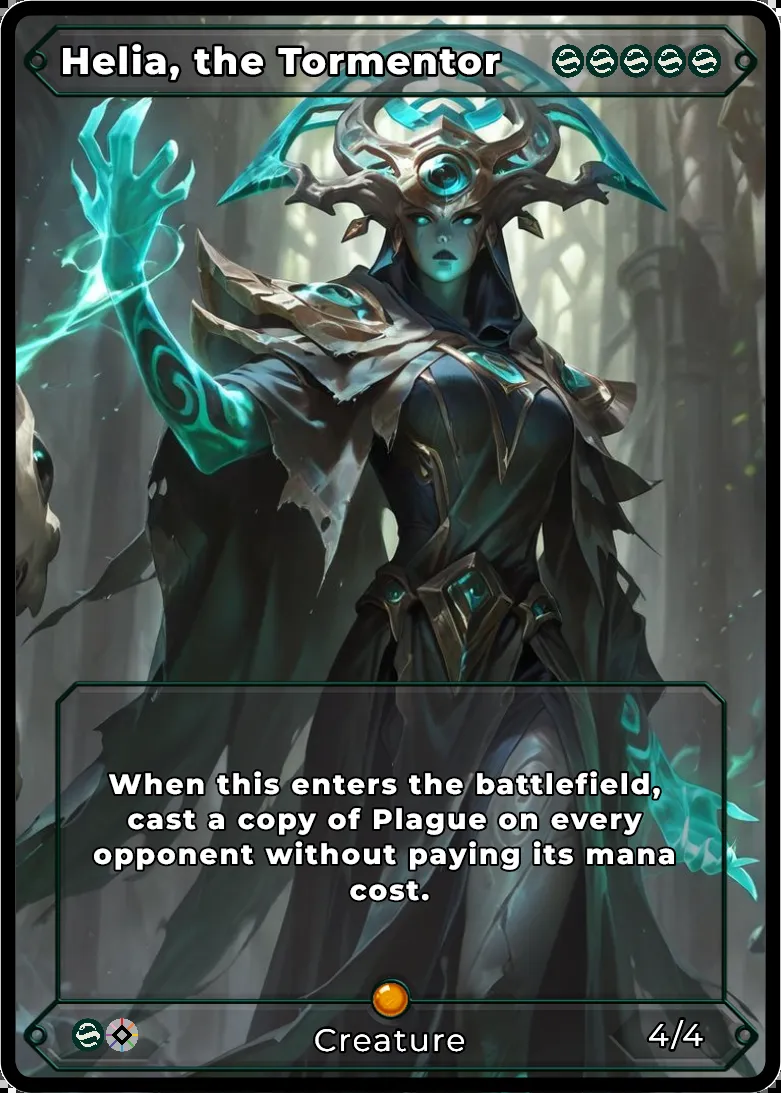 Helia, the Tormentor
When this enters the battlefield,
cast a copy of Plague on every
opponent without paying its mana
cost.
Creature
4/4